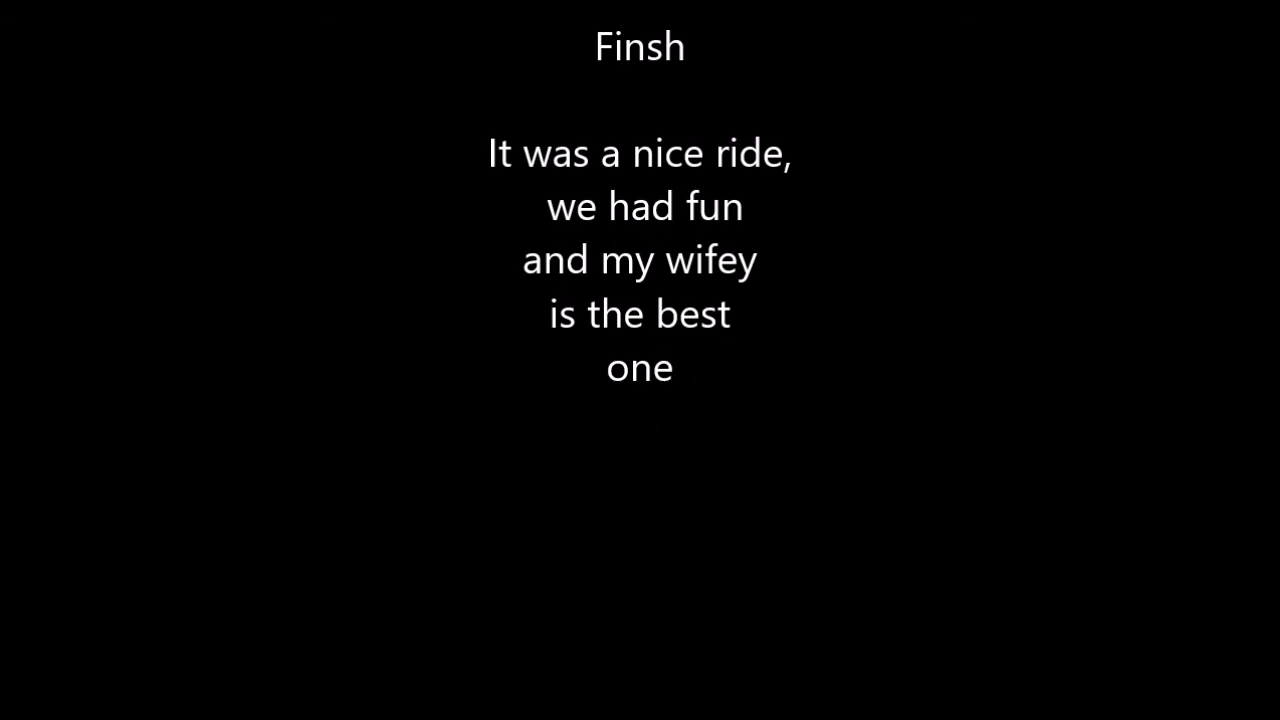 Finsh
It was a nice ride,
we had fun
and my wifey
is the best
one